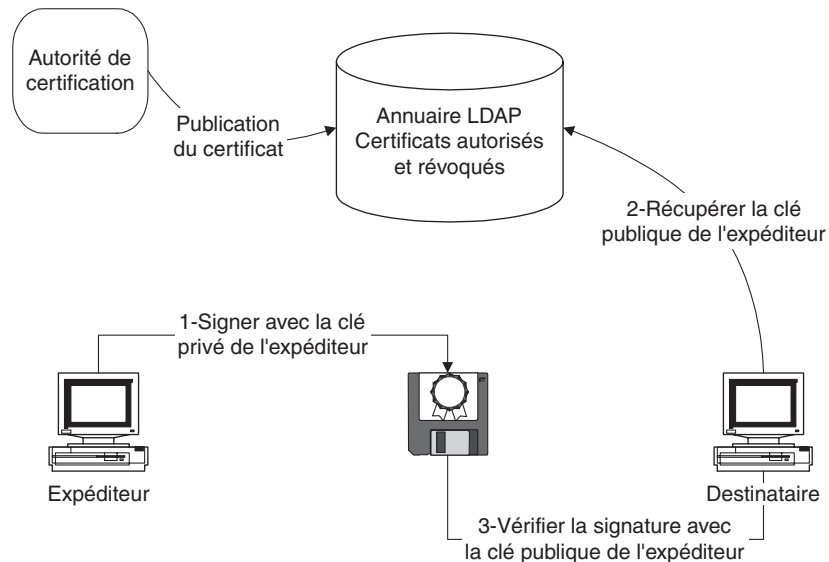 Autorité de
certification
Publication
du certificat
Annuaire LDAP
Certificats autorisés
et révoqués
2-Récupérer la clé
publique de l'expéditeur
1-Signer avec la clé
privé de l'expéditeur
Expéditeur
Destinataire
3-Vérifier la signature avec
la clé publique de l'expéditeur